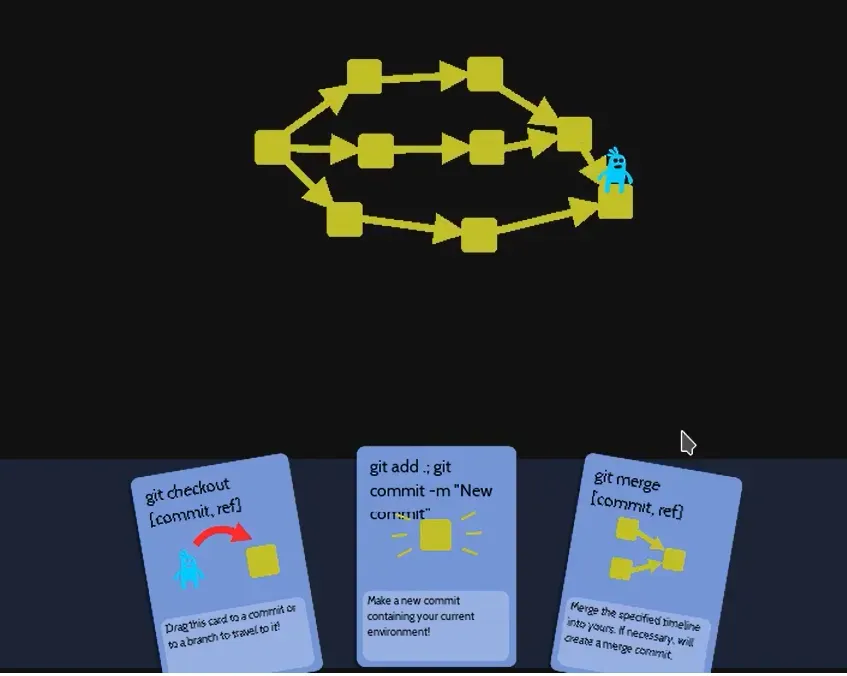 git checkout
[commit, ref]
Drag this card to a commit or
to a branch to travel to it!
git add .; git
commit -m "New
commit"
Make a new commit
containing your current
environment!
git merge
[commit, ref]
Merge the specified timeline
into yours. If necessary, will
create a merge commit.